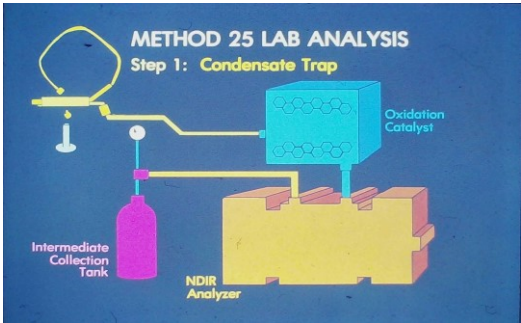 METHOD 25 LAB ANALYSIS
Step 1: Condensate Trap
Oxidation
Catalyst
Intermediate
Collection
Tank
NDIR
Analyzer